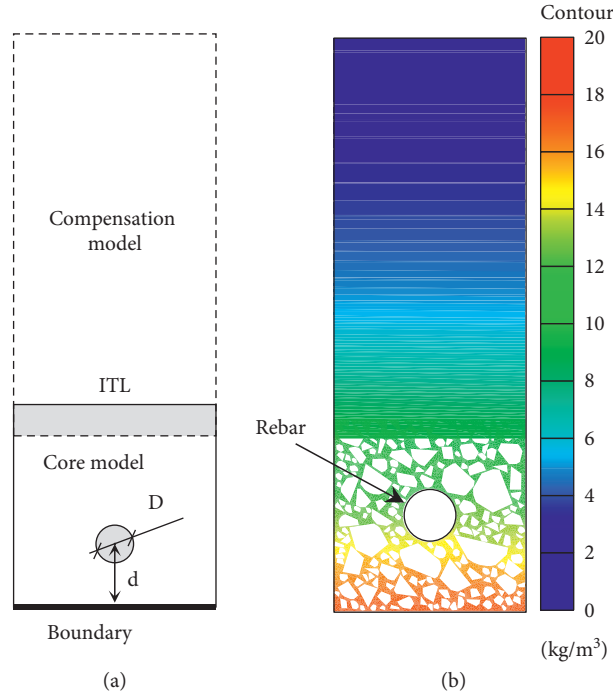 Compensation
model
ITL
Core model
D
d
Boundary
(a)
Rebar
(b)
Contour
20
18
16
14
12
10
8
6
4
2
0
(kg/m³)